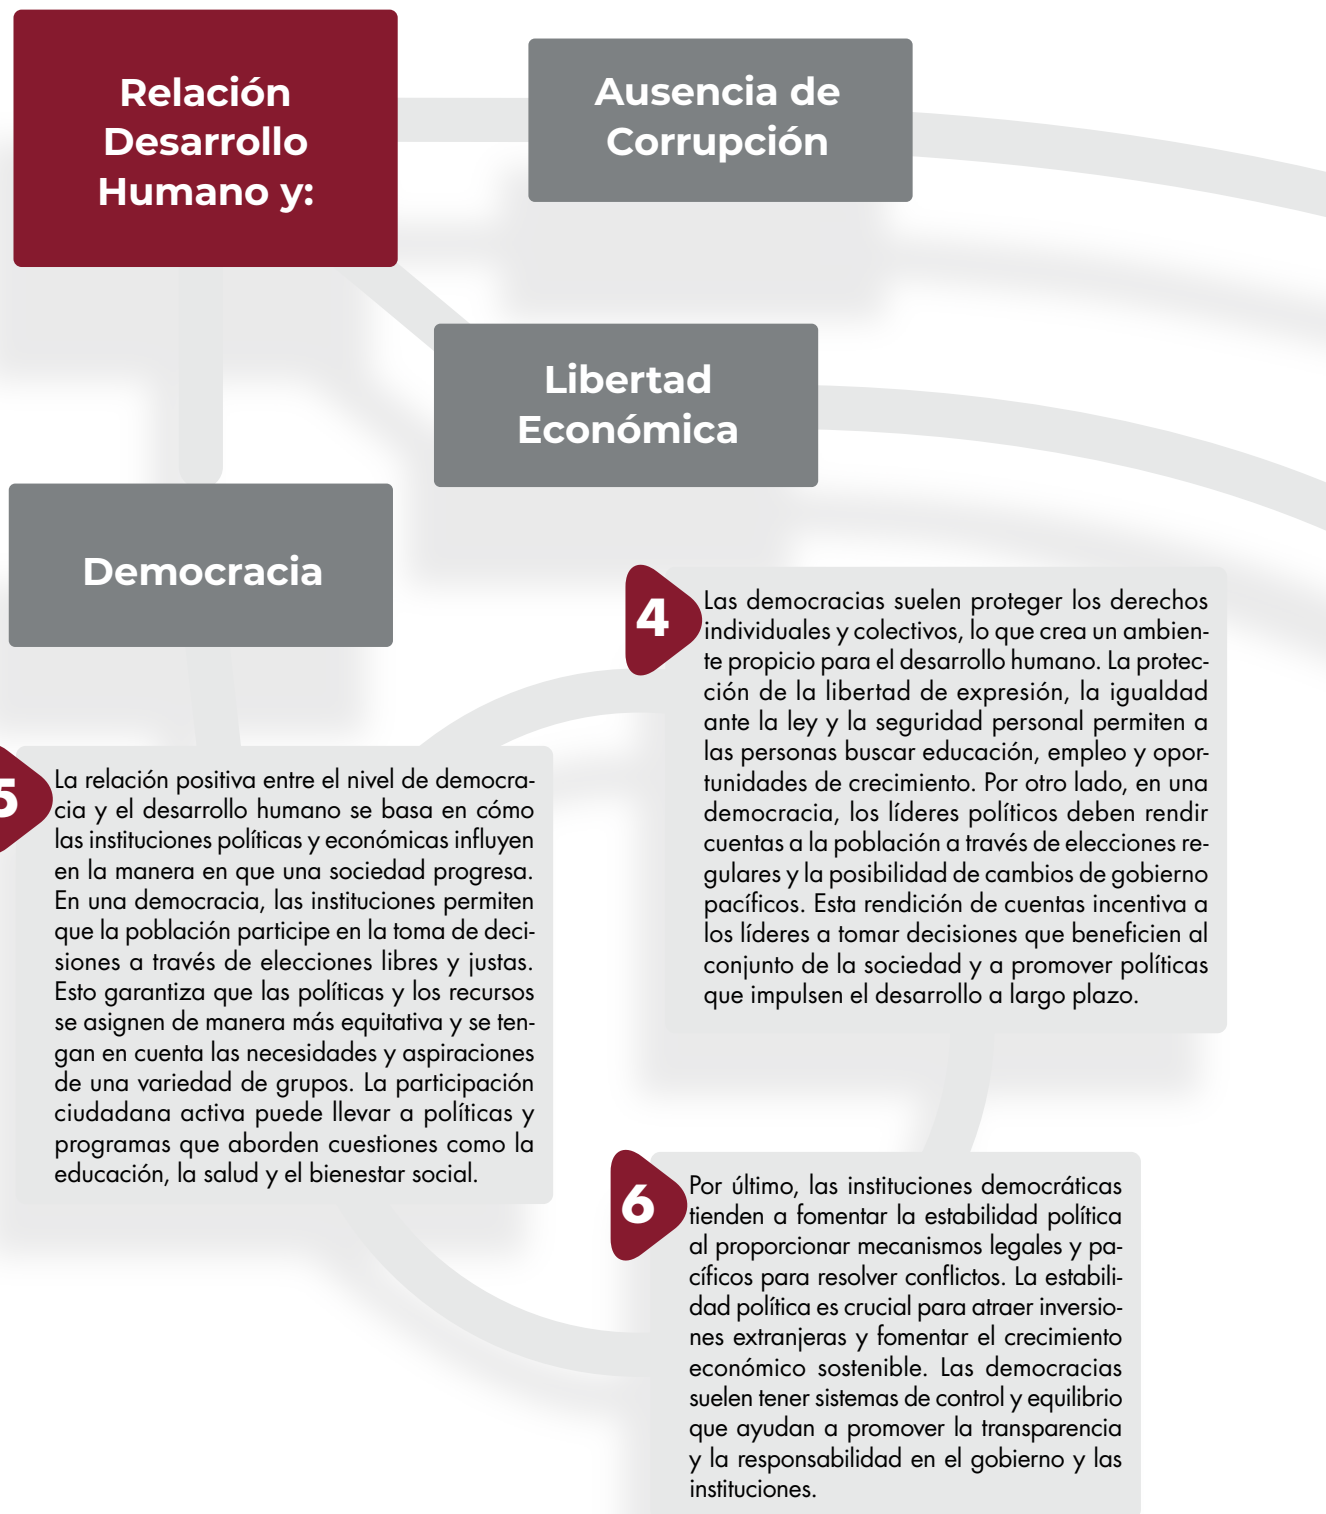 Relación
Desarrollo
Humano y:
Ausencia de
Corrupción
Libertad
Económica
Democracia
4
Las democracias suelen proteger los derechos
individuales y colectivos, lo que crea un ambien-
te propicio para el desarrollo humano. La protec-
ción de la libertad de expresión, la igualdad
ante la ley y la seguridad personal permiten a
las personas buscar educación, empleo y opor-
tunidades de crecimiento. Por otro lado, en una
democracia, los líderes políticos deben rendir
cuentas a la población a través de elecciones re-
gulares y la posibilidad de cambios de gobierno
pacíficos. Esta rendición de cuentas incentiva a
los líderes a tomar decisiones que beneficien al
conjunto de la sociedad y a promover políticas
que impulsen el desarrollo a largo plazo.
5
La relación positiva entre el nivel de democra-
cia y el desarrollo humano se basa en cómo
las instituciones políticas y económicas influyen
en la manera en que una sociedad progresa.
En una democracia, las instituciones permiten
que la población participe en la toma de deci-
siones a través de elecciones libres y justas.
Esto garantiza que las políticas y los recursos
se asignen de manera más equitativa y se ten-
gan en cuenta las necesidades y aspiraciones
de una variedad de grupos. La participación
ciudadana activa puede llevar a políticas y
programas que aborden cuestiones como la
educación, la salud y el bienestar social.
6
Por último, las instituciones democráticas
tienden a fomentar la estabilidad política
al proporcionar mecanismos legales y pa-
cíficos para resolver conflictos. La estabili-
dad política es crucial para atraer inversio-
nes extranjeras y fomentar el crecimiento
económico sostenible. Las democracias
suelen tener sistemas de control y equilibrio
que ayudan a promover la transparencia
y la responsabilidad en el gobierno y las
instituciones.